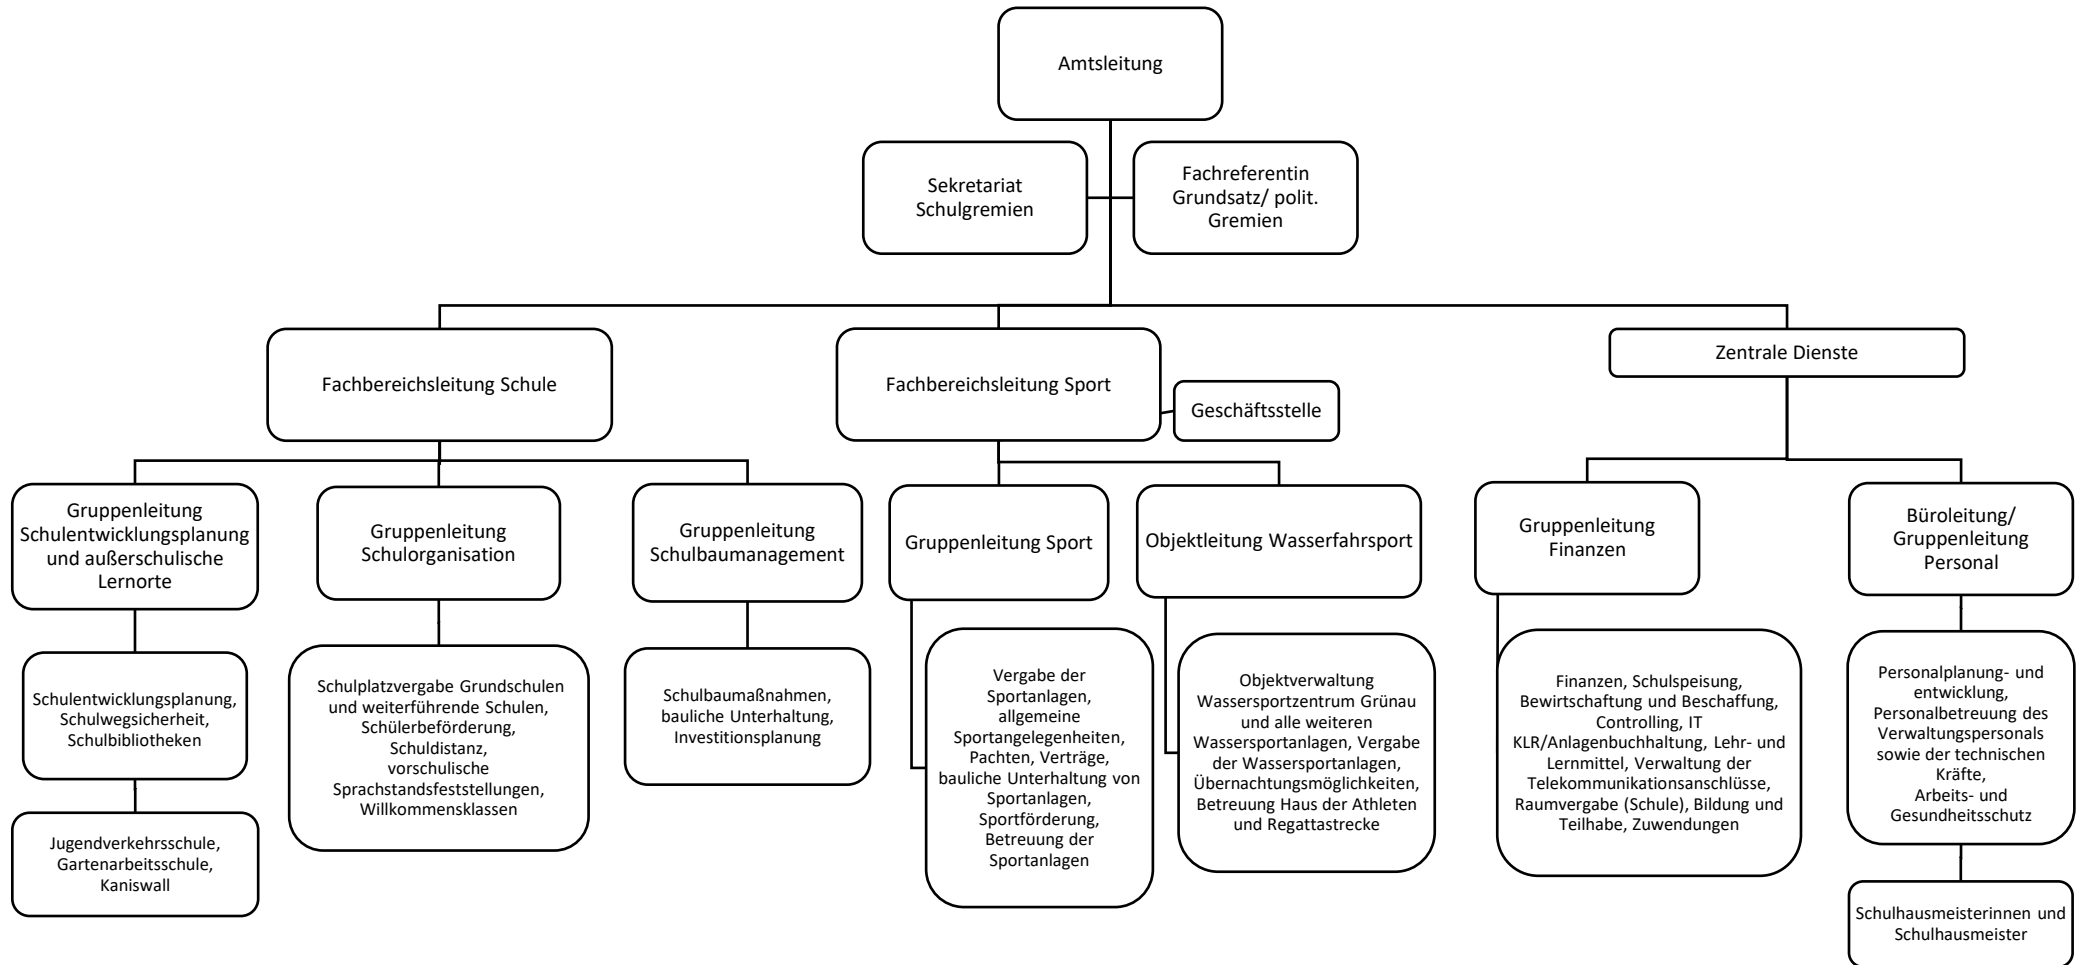 Amtsleitung
Sekretariat
Schulgremien
Fachreferentin
Grundsatz/ polit.
Gremien
Fachbereichsleitung Schule
Fachbereichsleitung Sport
Geschäftsstelle
Zentrale Dienste
Gruppenleitung
Schulentwicklungsplanung
und außerschulische
Lernorte
Gruppenleitung
Schulorganisation
Gruppenleitung
Schulbaumanagement
Gruppenleitung Sport
Objektleitung Wasserfahrsport
Gruppenleitung
Finanzen
Büroleitung/
Gruppenleitung
Personal
Schulentwicklungsplanung,
Schulwegsicherheit,
Schulbibliotheken
Schulplatzvergabe Grundschulen
und weiterführende Schulen,
Schülerbeförderung,
Schuldistanz,
vorschulische
Sprachstandsfeststellungen,
Willkommensklassen
Schulbaumaßnahmen,
bauliche Unterhaltung,
Investitionsplanung
Vergabe der
Sportanlagen,
allgemeine
Sportangelegenheiten,
Pachten, Verträge,
bauliche Unterhaltung von
Sportanlagen,
Sportförderung,
Betreuung der
Sportanlagen
Objektverwaltung
Wassersportzentrum Grünau
und alle weiteren
Wassersportanlagen, Vergabe
der Wassersportanlagen,
Übernachtungsmöglichkeiten,
Betreuung Haus der Athleten
und Regattastrecke
Finanzen, Schulspeisung,
Bewirtschaftung und Beschaffung,
Controlling, IT
KLR/Anlagenbuchhaltung, Lehr- und
Lernmittel, Verwaltung der
Telekommunikationsanschlüsse,
Raumvergabe (Schule), Bildung und
Teilhabe, Zuwendungen
Personalplanung- und
entwicklung,
Personalbetreuung des
Verwaltungspersonals
sowie der technischen
Kräfte,
Arbeits- und
Gesundheitsschutz
Jugendverkehrsschule,
Gartenarbeitsschule,
Kaniswall
Schulhausmeisterinnen und
Schulhausmeister